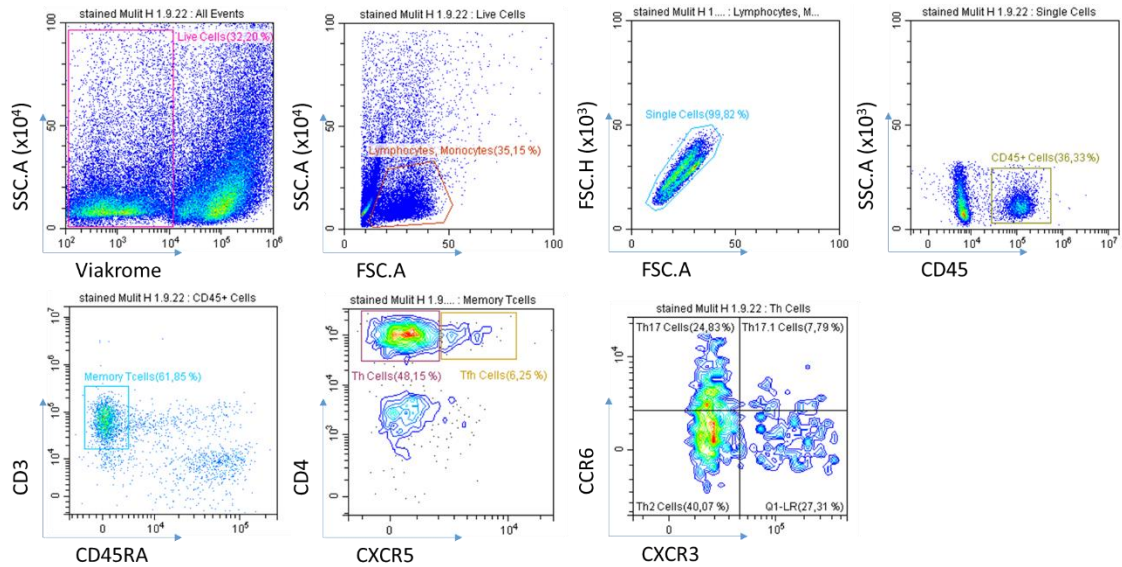 stained Mulit H 1.9.22 : All Events
Live Cells(32,20 %)
SSC.A (x10⁴)
100
50
0
10² 10³ 10⁴ 10⁵ 10⁶
Viakrome
stained Mulit H 1.9.22 : Live Cells
Lymphocytes, Monocytes(35,15 %)
SSC.A (x10⁴)
100
50
0
50 100
FSC.A
stained Mulit H 1.... : Lymphocytes, M...
Single Cells(99,82 %)
FSC.H (x10³)
100
50
0
0 50 100
FSC.A
stained Mulit H 1.9.22 : Single Cells
CD45+ Cells(36,33%)
SSC.A (x10³)
100
50
0
0 10⁴ 10⁵ 10⁶ 10⁷
CD45
stained Mulit H 1.9.22 : CD45+ Cells
Memory Tcells(61,85 %)
CD3
10⁷
10⁶
10⁵
10⁴
0
0 10⁴ 10⁵
CD45RA
stained Mulit H 1.9.... : Memory Tcells
Th Cells(48,15 %)
Tfh Cells(6,25 %)
CD4
10⁵
10⁴
10³
0
0 10⁴
CXCR5
stained Mulit H 1.9.22 : Th Cells
Th17 Cells(24,83%)
Th17.1 Cells(7,79 %)
Th2 Cells(40,07 %)
Q1-LR(27,31 %)
CCR6
10⁴
0
0 10⁴
CXCR3